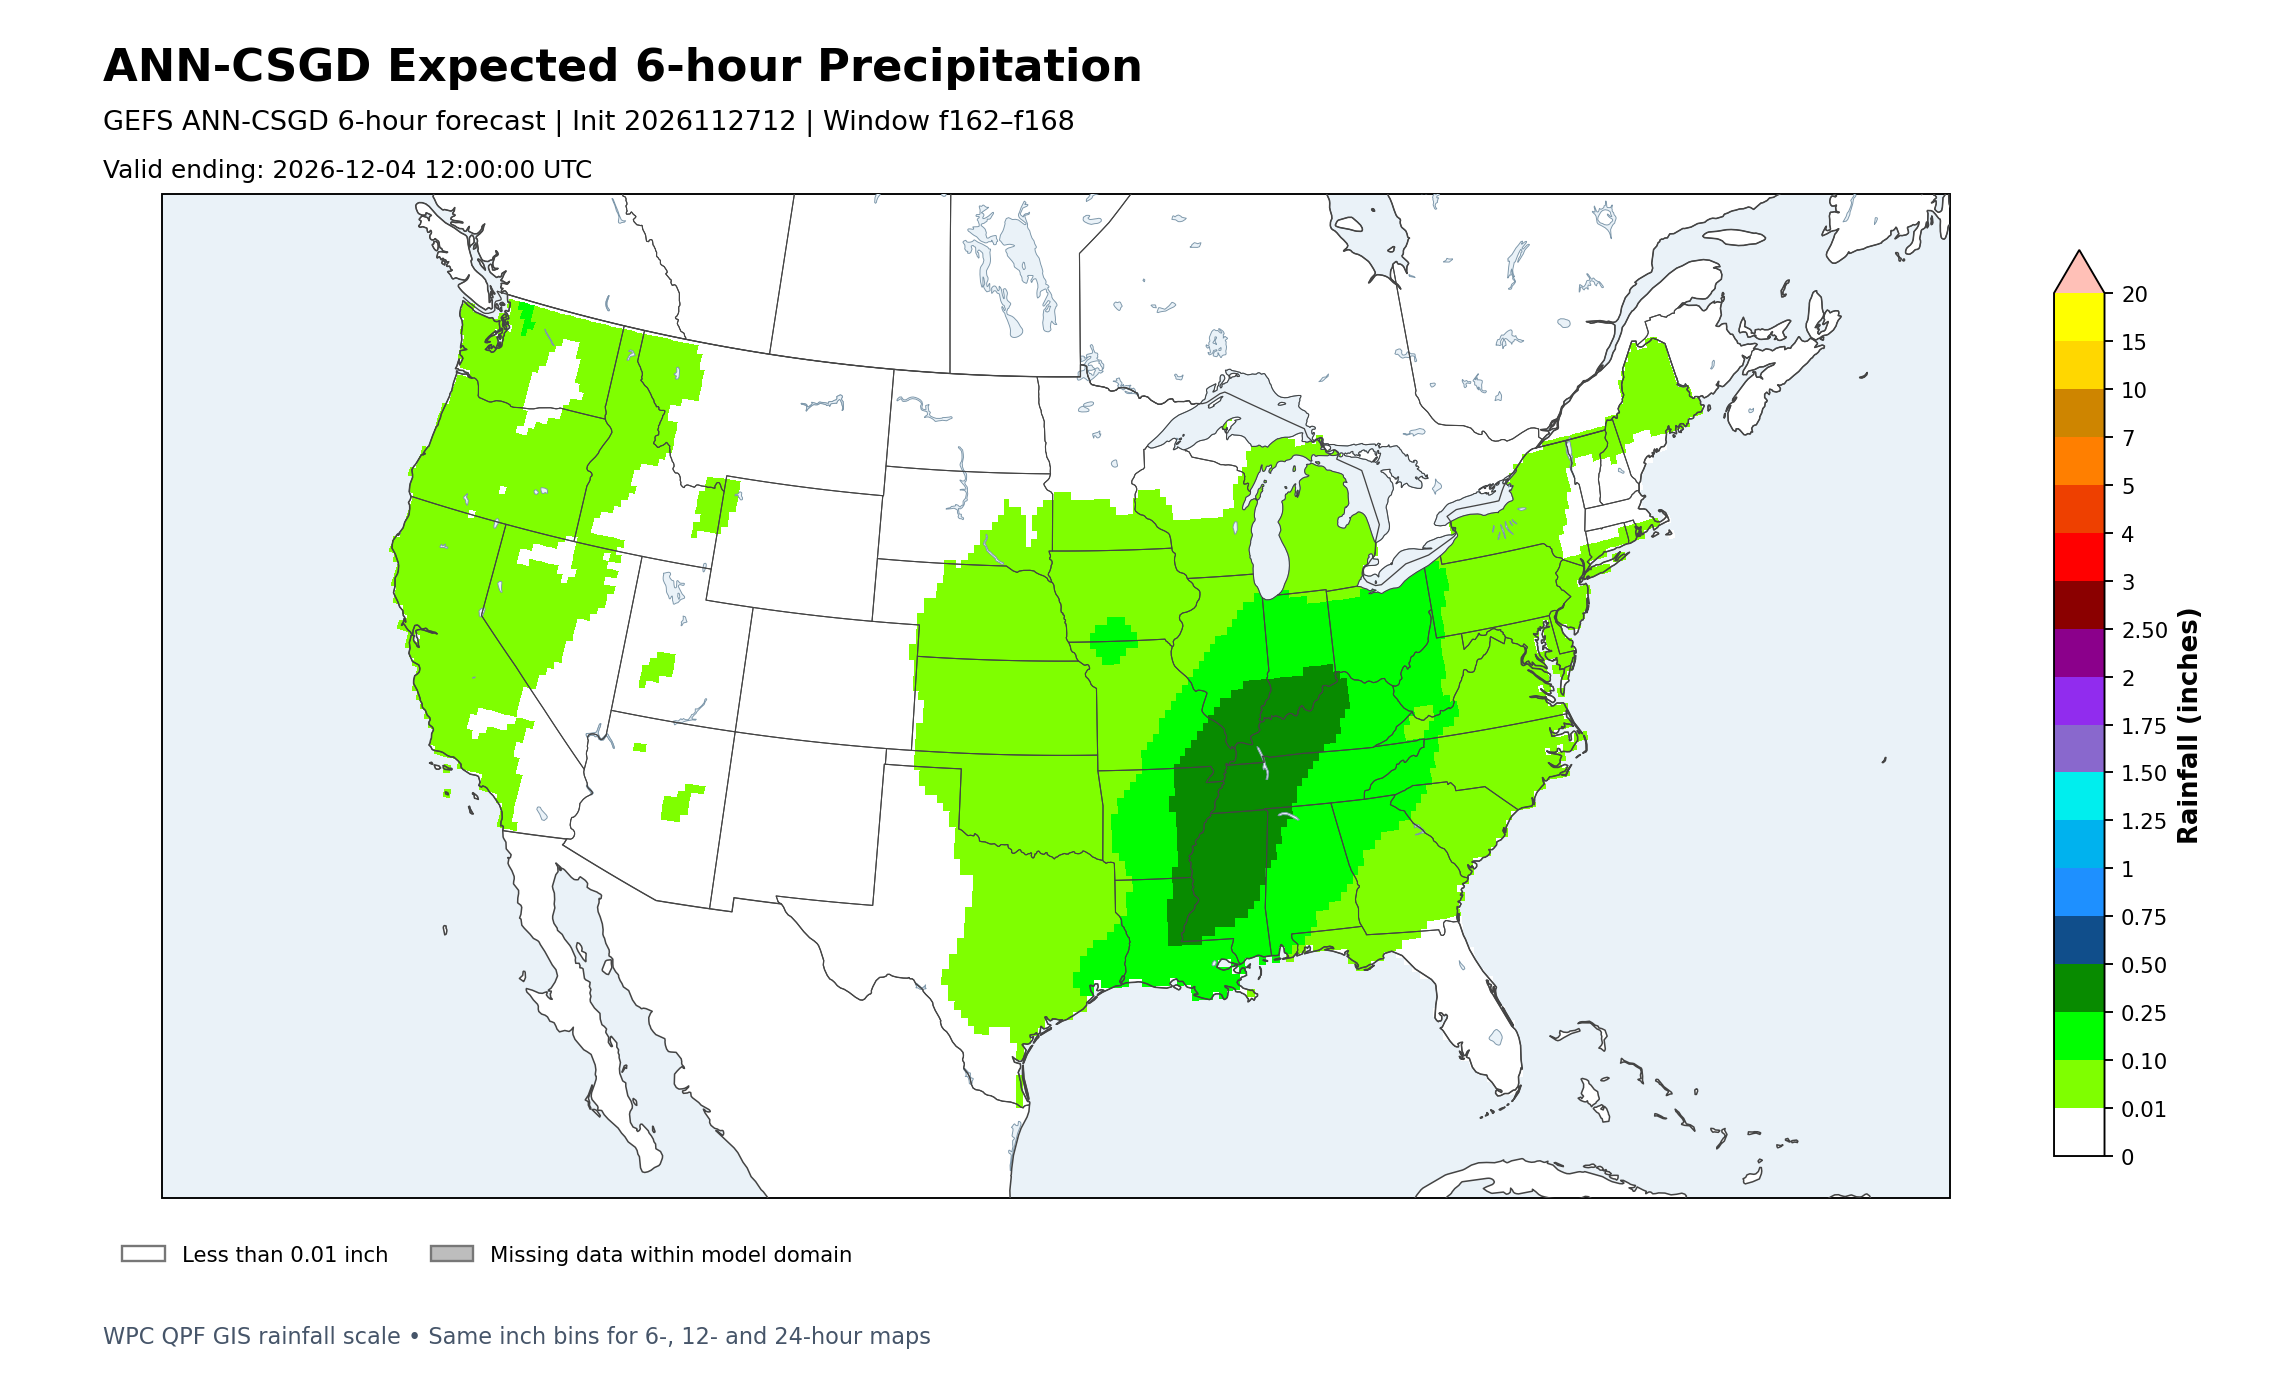 ANN-CSGD Expected 6-hour Precipitation
GEFS ANN-CSGD 6-hour forecast | Init 2026112712 | Window f162–f168
Valid ending: 2026-12-04 12:00:00 UTC
20
15
10
7
5
4
3
2.50
2
1.75
1.50
1.25
1
0.75
0.50
0.25
0.10
0.01
0
Rainfall (inches)
Less than 0.01 inch
Missing data within model domain
WPC QPF GIS rainfall scale • Same inch bins for 6-, 12- and 24-hour maps